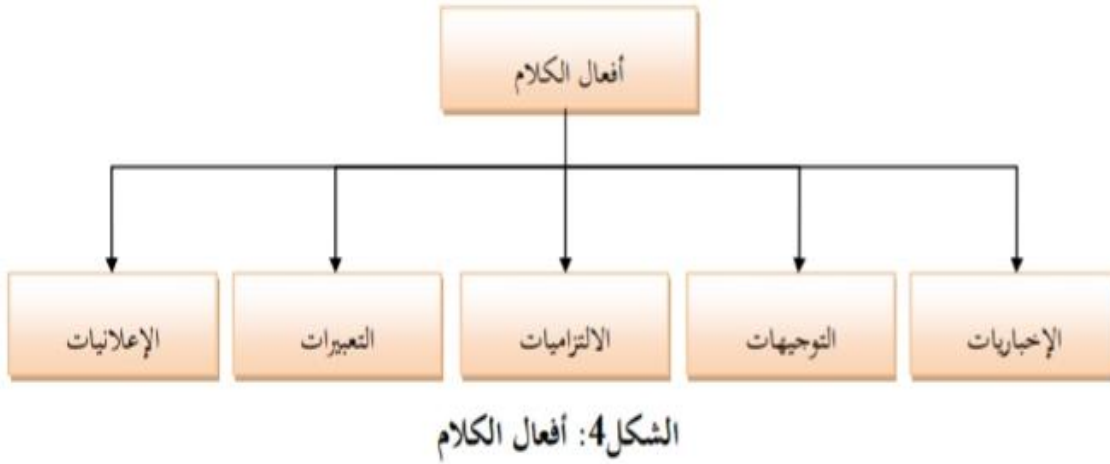 أفعال الكلام
الإخباريات
التوجيهات
الالتزاميات
التعبيرات
الإعلانيات
الشكل4: أفعال الكلام